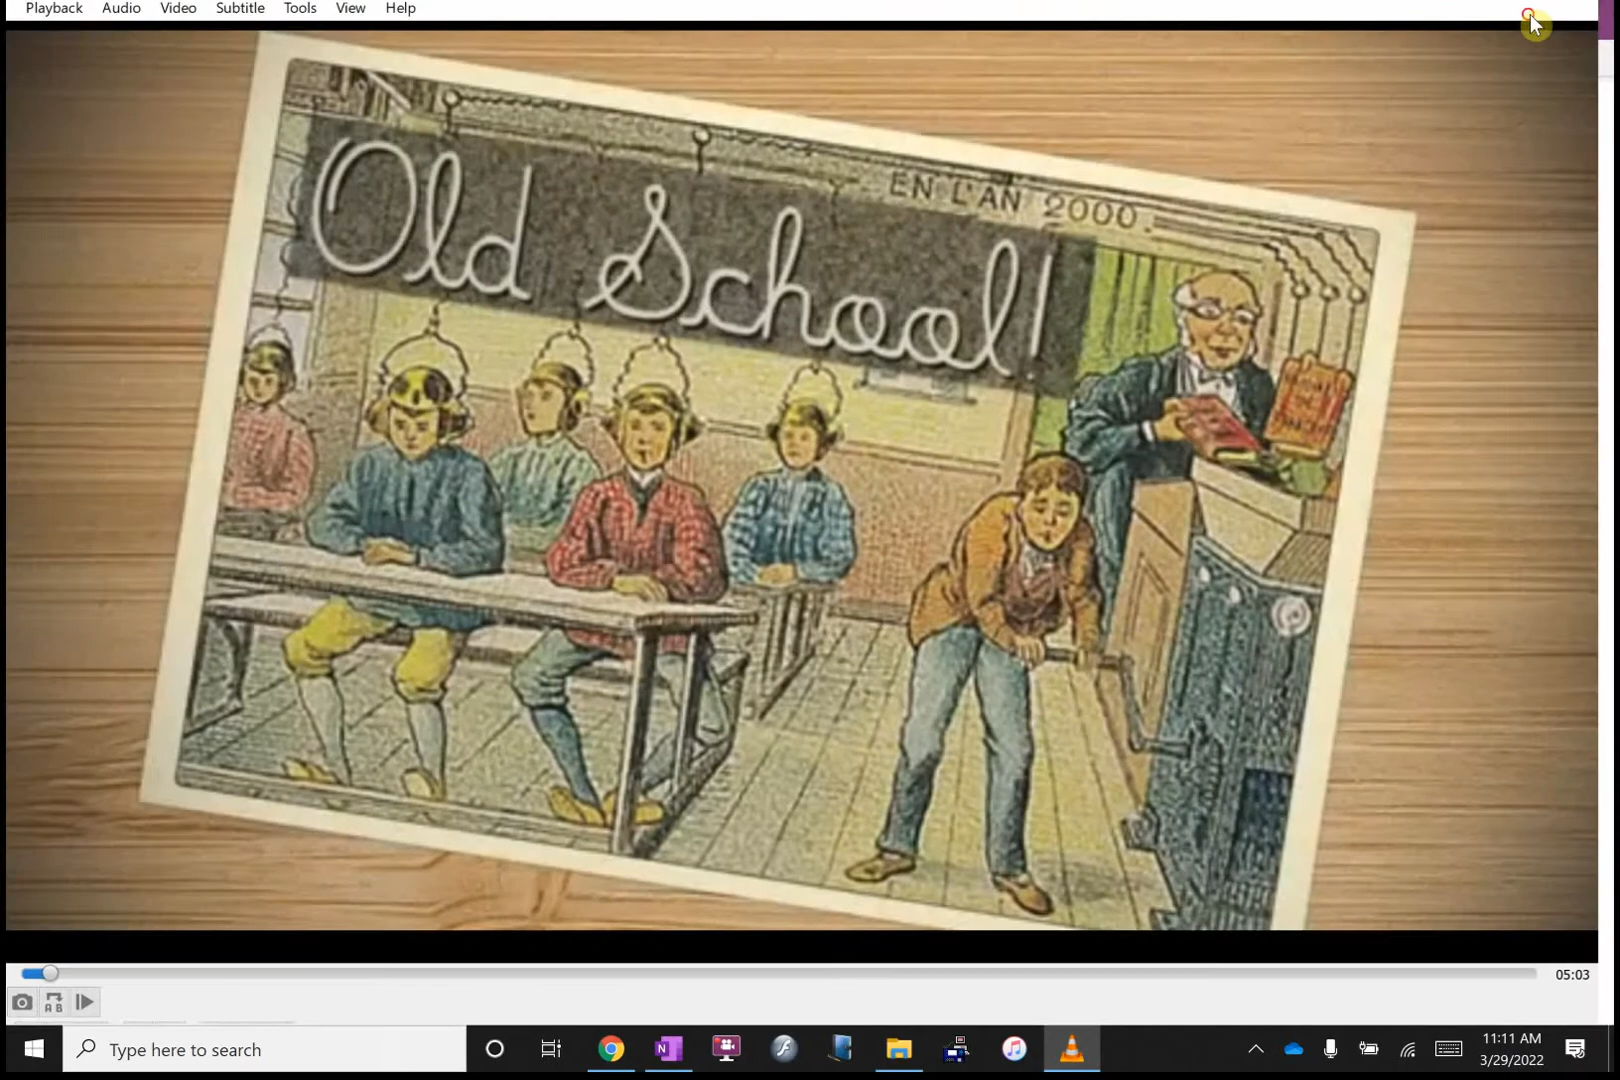 Playback Audio Video Subtitle Tools View Help
EN L'AN 2000.
Old School!
05:03
A B
Type here to search
N
11:11 AM
3/29/2022